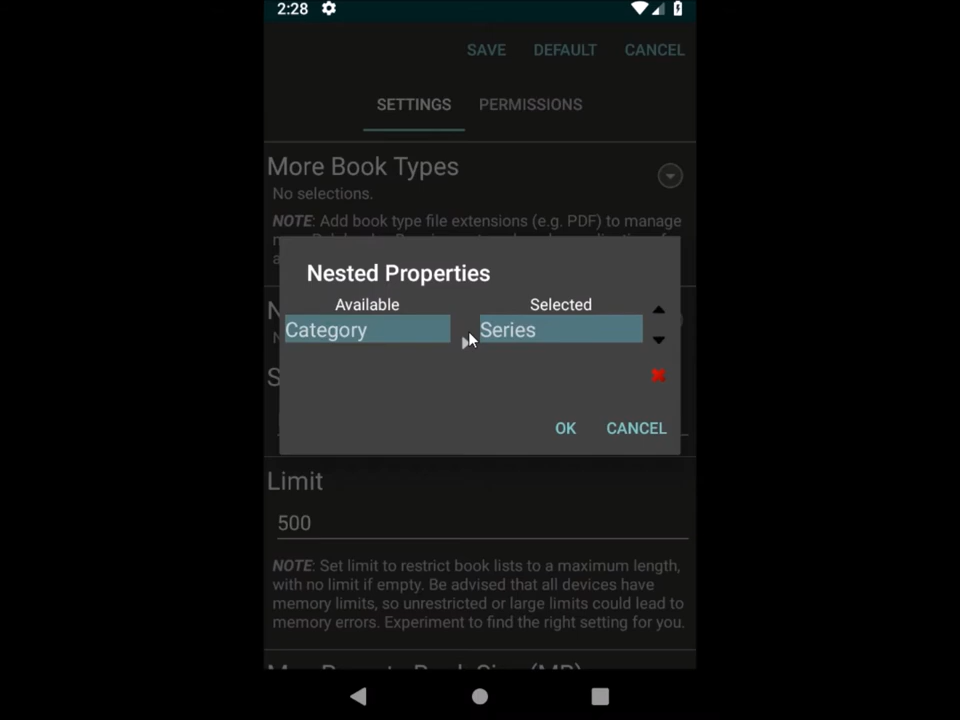 2:28
SAVE DEFAULT CANCEL
SETTINGS PERMISSIONS
More Book Types
No selections.
NOTE: Add book type file extensions (e.g. PDF) to manage
Nested Properties
Available Selected
Category Series
OK CANCEL
Limit
500
NOTE: Set limit to restrict book lists to a maximum length,
with no limit if empty. Be advised that all devices have
memory limits, so unrestricted or large limits could lead to
memory errors. Experiment to find the right setting for you.